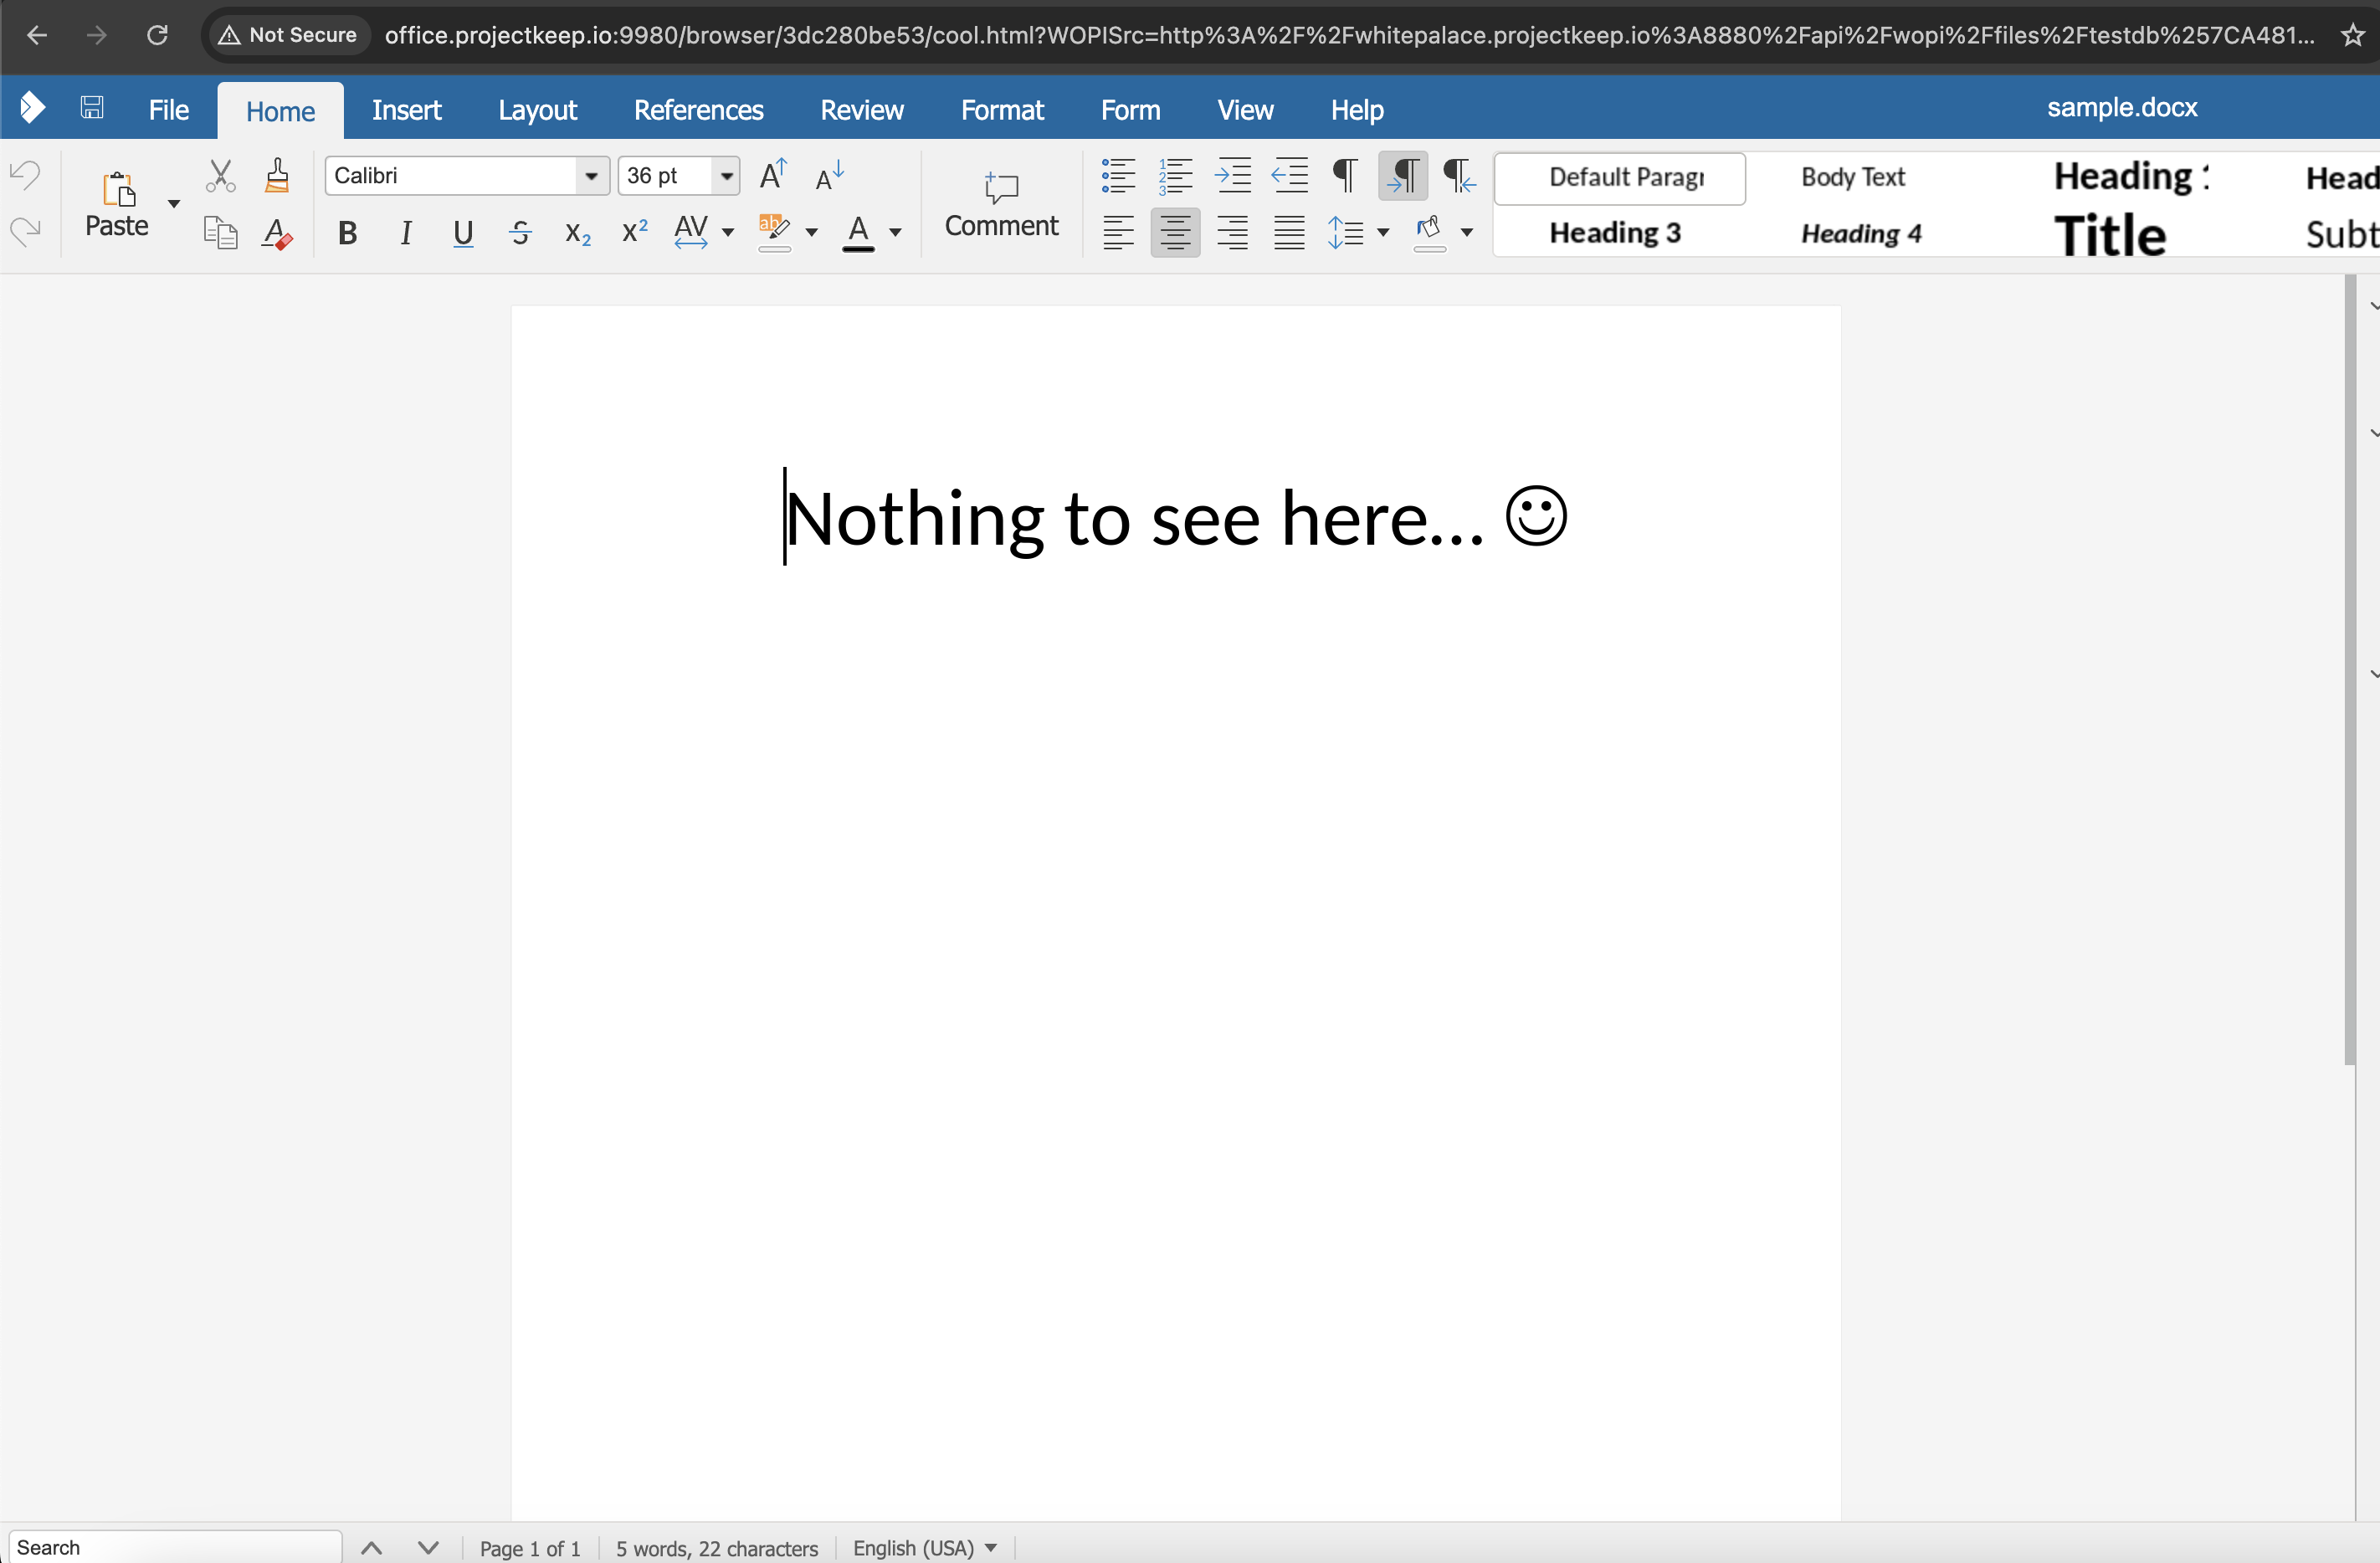 Not Secure office.projectkeep.io:9980/browser/3dc280be53/cool.html?WOPISrc=http%3A%2F%2Fwhitepalace.projectkeep.io%3A8880%2Fapi%2Fwopi%2Ffiles%2Ftestdb%257CA481...
File Home Insert Layout References Review Format Form View Help sample.docx
Calibri 36 pt Default Paragr Body Text Heading Head
Paste Comment Heading 3 Heading 4 Title Subt
Nothing to see here... ☺
Search Page 1 of 1 5 words, 22 characters English (USA)